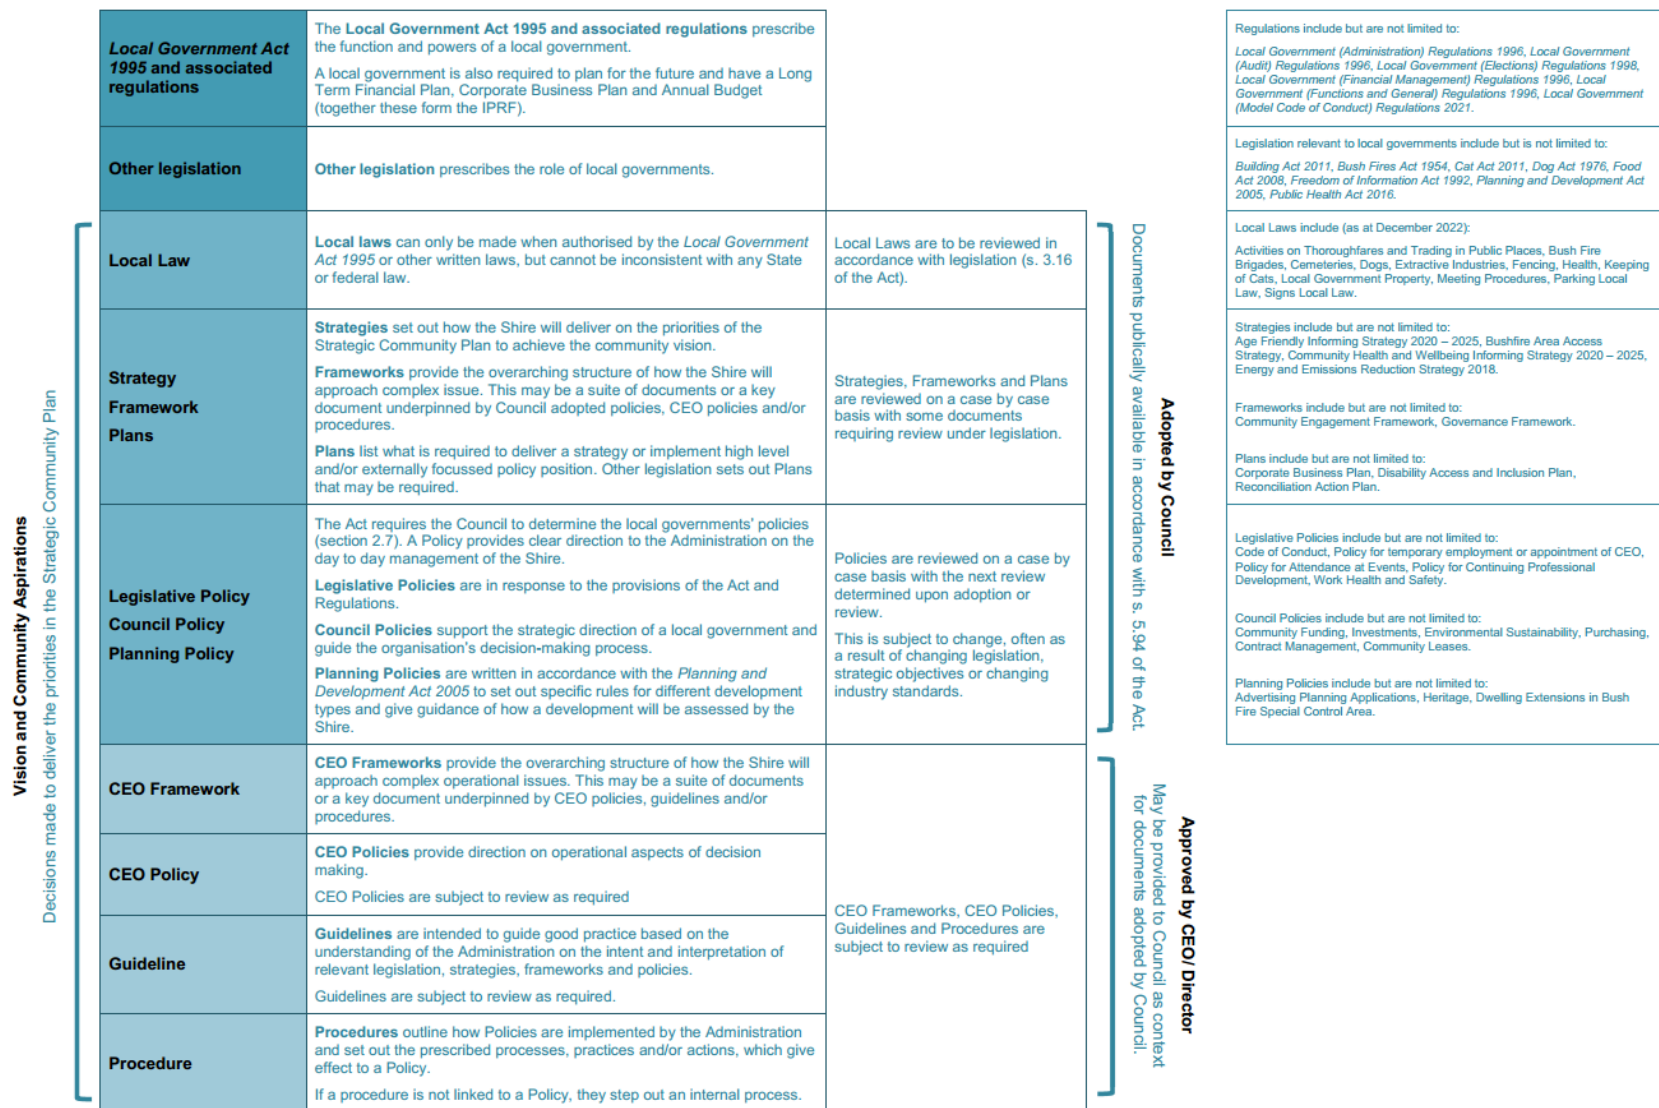 Vision and Community Aspirations
Decisions made to deliver the priorities in the Strategic Community Plan
Local Government Act
1995 and associated
regulations
The Local Government Act 1995 and associated regulations prescribe
the function and powers of a local government.
A local government is also required to plan for the future and have a Long
Term Financial Plan, Corporate Business Plan and Annual Budget
(together these form the IPRF).
Regulations include but are not limited to:
Local Government (Administration) Regulations 1996, Local Government
(Audit) Regulations 1996, Local Government (Elections) Regulations 1998,
Local Government (Financial Management) Regulations 1996, Local
Government (Functions and General) Regulations 1996, Local Government
(Model Code of Conduct) Regulations 2021.
Other legislation
Other legislation prescribes the role of local governments.
Legislation relevant to local governments include but is not limited to:
Building Act 2011, Bush Fires Act 1954, Cat Act 2011, Dog Act 1976, Food
Act 2008, Freedom of Information Act 1992, Planning and Development Act
2005, Public Health Act 2016.
Local Law
Local laws can only be made when authorised by the Local Government
Act 1995 or other written laws, but cannot be inconsistent with any State
or federal law.
Local Laws are to be reviewed in
accordance with legislation (s. 3.16
of the Act).
Local Laws include (as at December 2022):
Activities on Thoroughfares and Trading in Public Places, Bush Fire
Brigades, Cemeteries, Dogs, Extractive Industries, Fencing, Health, Keeping
of Cats, Local Government Property, Meeting Procedures, Parking Local
Law, Signs Local Law.
Strategy
Framework
Plans
Strategies set out how the Shire will deliver on the priorities of the
Strategic Community Plan to achieve the community vision.
Frameworks provide the overarching structure of how the Shire will
approach complex issue. This may be a suite of documents or a key
document underpinned by Council adopted policies, CEO policies and/or
procedures.
Plans list what is required to deliver a strategy or implement high level
and/or externally focussed policy position. Other legislation sets out Plans
that may be required.
Strategies, Frameworks and Plans
are reviewed on a case by case
basis with some documents
requiring review under legislation.
Strategies include but are not limited to:
Age Friendly Informing Strategy 2020 – 2025, Bushfire Area Access
Strategy, Community Health and Wellbeing Informing Strategy 2020 – 2025,
Energy and Emissions Reduction Strategy 2018.
Frameworks include but are not limited to:
Community Engagement Framework, Governance Framework.
Plans include but are not limited to:
Corporate Business Plan, Disability Access and Inclusion Plan,
Reconciliation Action Plan.
Legislative Policy
Council Policy
Planning Policy
The Act requires the Council to determine the local governments' policies
(section 2.7). A Policy provides clear direction to the Administration on the
day to day management of the Shire.
Legislative Policies are in response to the provisions of the Act and
Regulations.
Council Policies support the strategic direction of a local government and
guide the organisation's decision-making process.
Planning Policies are written in accordance with the Planning and
Development Act 2005 to set out specific rules for different development
types and give guidance of how a development will be assessed by the
Shire.
Policies are reviewed on a case by
case basis with the next review
determined upon adoption or
review.
This is subject to change, often as
a result of changing legislation,
strategic objectives or changing
industry standards.
Documents publically available in accordance with s. 5.94 of the Act.
Adopted by Council
Legislative Policies include but are not limited to:
Code of Conduct, Policy for temporary employment or appointment of CEO,
Policy for Attendance at Events, Policy for Continuing Professional
Development, Work Health and Safety.
Council Policies include but are not limited to:
Community Funding, Investments, Environmental Sustainability, Purchasing,
Contract Management, Community Leases.
Planning Policies include but are not limited to:
Advertising Planning Applications, Heritage, Dwelling Extensions in Bush
Fire Special Control Area.
CEO Framework
CEO Frameworks provide the overarching structure of how the Shire will
approach complex operational issues. This may be a suite of documents
or a key document underpinned by CEO policies, guidelines and/or
procedures.
CEO Policy
CEO Policies provide direction on operational aspects of decision
making.
CEO Policies are subject to review as required
Guideline
Guidelines are intended to guide good practice based on the
understanding of the Administration on the intent and interpretation of
relevant legislation, strategies, frameworks and policies.
Guidelines are subject to review as required.
Procedure
Procedures outline how Policies are implemented by the Administration
and set out the prescribed processes, practices and/or actions, which give
effect to a Policy.
If a procedure is not linked to a Policy, they step out an internal process.
CEO Frameworks, CEO Policies,
Guidelines and Procedures are
subject to review as required
May be provided to Council as context
for documents adopted by Council.
Approved by CEO/ Director